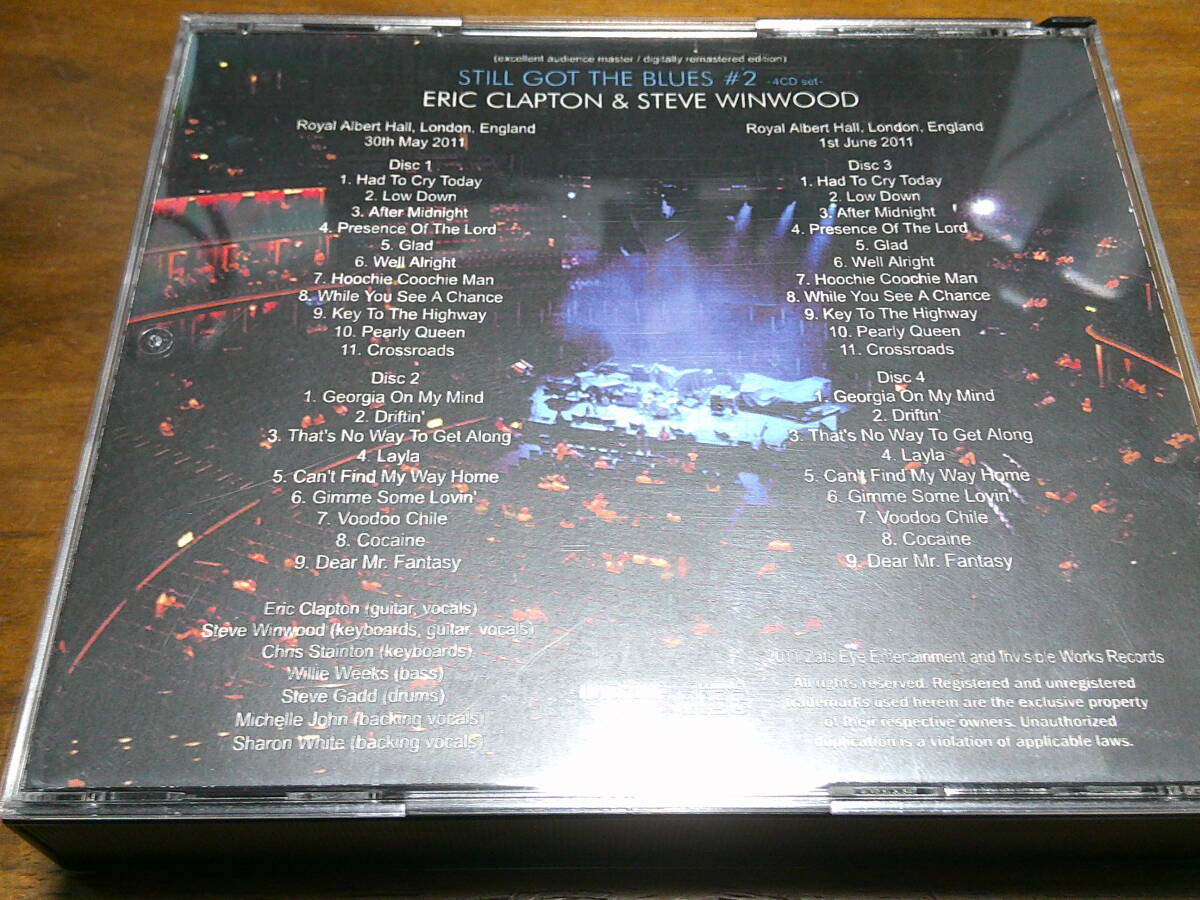 (excellent audience master / digitally remastered edition)
STILL GOT THE BLUES #2 -4CD set-
ERIC CLAPTON & STEVE WINWOOD
Royal Albert Hall, London, England
30th May 2011
Disc 1
1. Had To Cry Today
2. Low Down
3. After Midnight
4. Presence Of The Lord
5. Glad
6. Well Alright
7. Hoochie Coochie Man
8. While You See A Chance
9. Key To The Highway
10. Pearly Queen
11. Crossroads
Disc 2
1. Georgia On My Mind
2. Driftin'
3. That's No Way To Get Along
4. Layla
5. Can't Find My Way Home
6. Gimme Some Lovin'
7. Voodoo Chile
8. Cocaine
9. Dear Mr. Fantasy
Royal Albert Hall, London, England
1st June 2011
Disc 3
1. Had To Cry Today
2. Low Down
3. After Midnight
4. Presence Of The Lord
5. Glad
6. Well Alright
7. Hoochie Coochie Man
8. While You See A Chance
9. Key To The Highway
10. Pearly Queen
11. Crossroads
Disc 4
1. Georgia On My Mind
2. Driftin'
3. That's No Way To Get Along
4. Layla
5. Can't Find My Way Home
6. Gimme Some Lovin'
7. Voodoo Chile
8. Cocaine
9. Dear Mr. Fantasy
Eric Clapton (guitar, vocals)
Steve Winwood (keyboards, guitar, vocals)
Chris Stainton (keyboards)
Willie Weeks (bass)
Steve Gadd (drums)
Michelle John (backing vocals)
Sharon White (backing vocals)
Eye Entertainment and Invisible Works Records
All rights reserved. Registered and unregistered
trademarks used herein are the exclusive property
of their respective owners. Unauthorized
duplication is a violation of applicable laws.